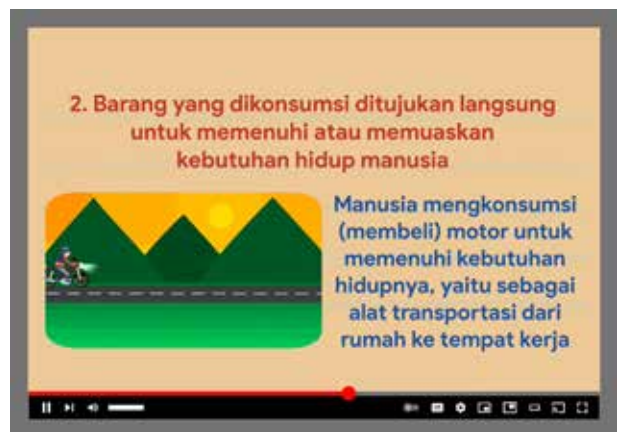 2. Barang yang dikonsumsi ditujukan langsung
untuk memenuhi atau memuaskan
kebutuhan hidup manusia
Manusia mengkonsumsi
(membeli) motor untuk
memenuhi kebutuhan
hidupnya, yaitu sebagai
alat transportasi dari
rumah ke tempat kerja